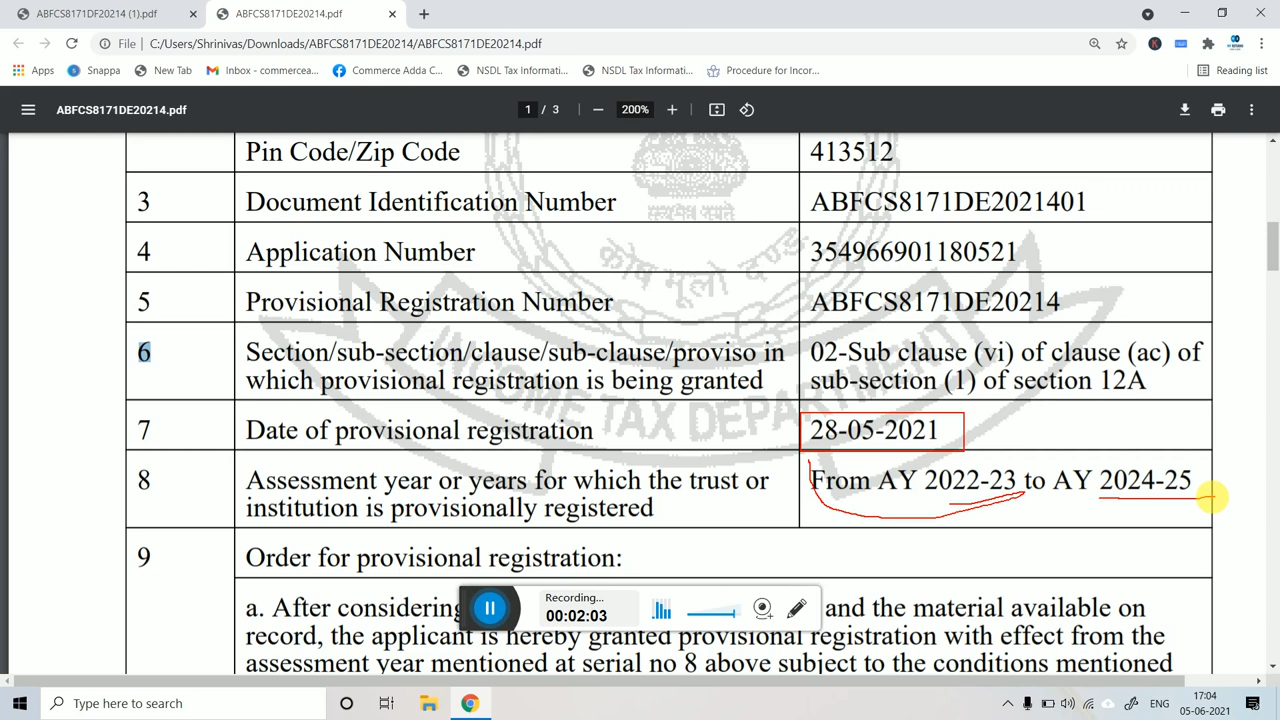 ABFCS8171DF20214 (1).pdf
ABFCS8171DE20214.pdf
File
C:/Users/Shrinivas/Downloads/ABFCS8171DE20214/ABFCS8171DE20214.pdf
Apps
Snappa
New Tab
Inbox - commercea...
Commerce Adda C...
NSDL Tax Informati...
NSDL Tax Informati...
Procedure for Incor...
Reading list
ABFCS8171DE20214.pdf
1 / 3
200%
Pin Code/Zip Code 413512
3 Document Identification Number ABFCS8171DE2021401
4 Application Number 354966901180521
5 Provisional Registration Number ABFCS8171DE20214
6 Section/sub-section/clause/sub-clause/proviso in 02-Sub clause (vi) of clause (ac) of
which provisional registration is being granted sub-section (1) of section 12A
7 Date of provisional registration 28-05-2021
8 Assessment year or years for which the trust or From AY 2022-23 to AY 2024-25
institution is provisionally registered
9 Order for provisional registration:
a. After considering and the material available on
record, the applicant is hereby granted provisional registration with effect from the
assessment year mentioned at serial no 8 above subject to the conditions mentioned
सत्यमेव जयते
कोष मूलो दण्ड
INCOME TAX DEPARTMENT
Recording...
00:02:03
Type here to search
ENG
17:04
05-06-2021